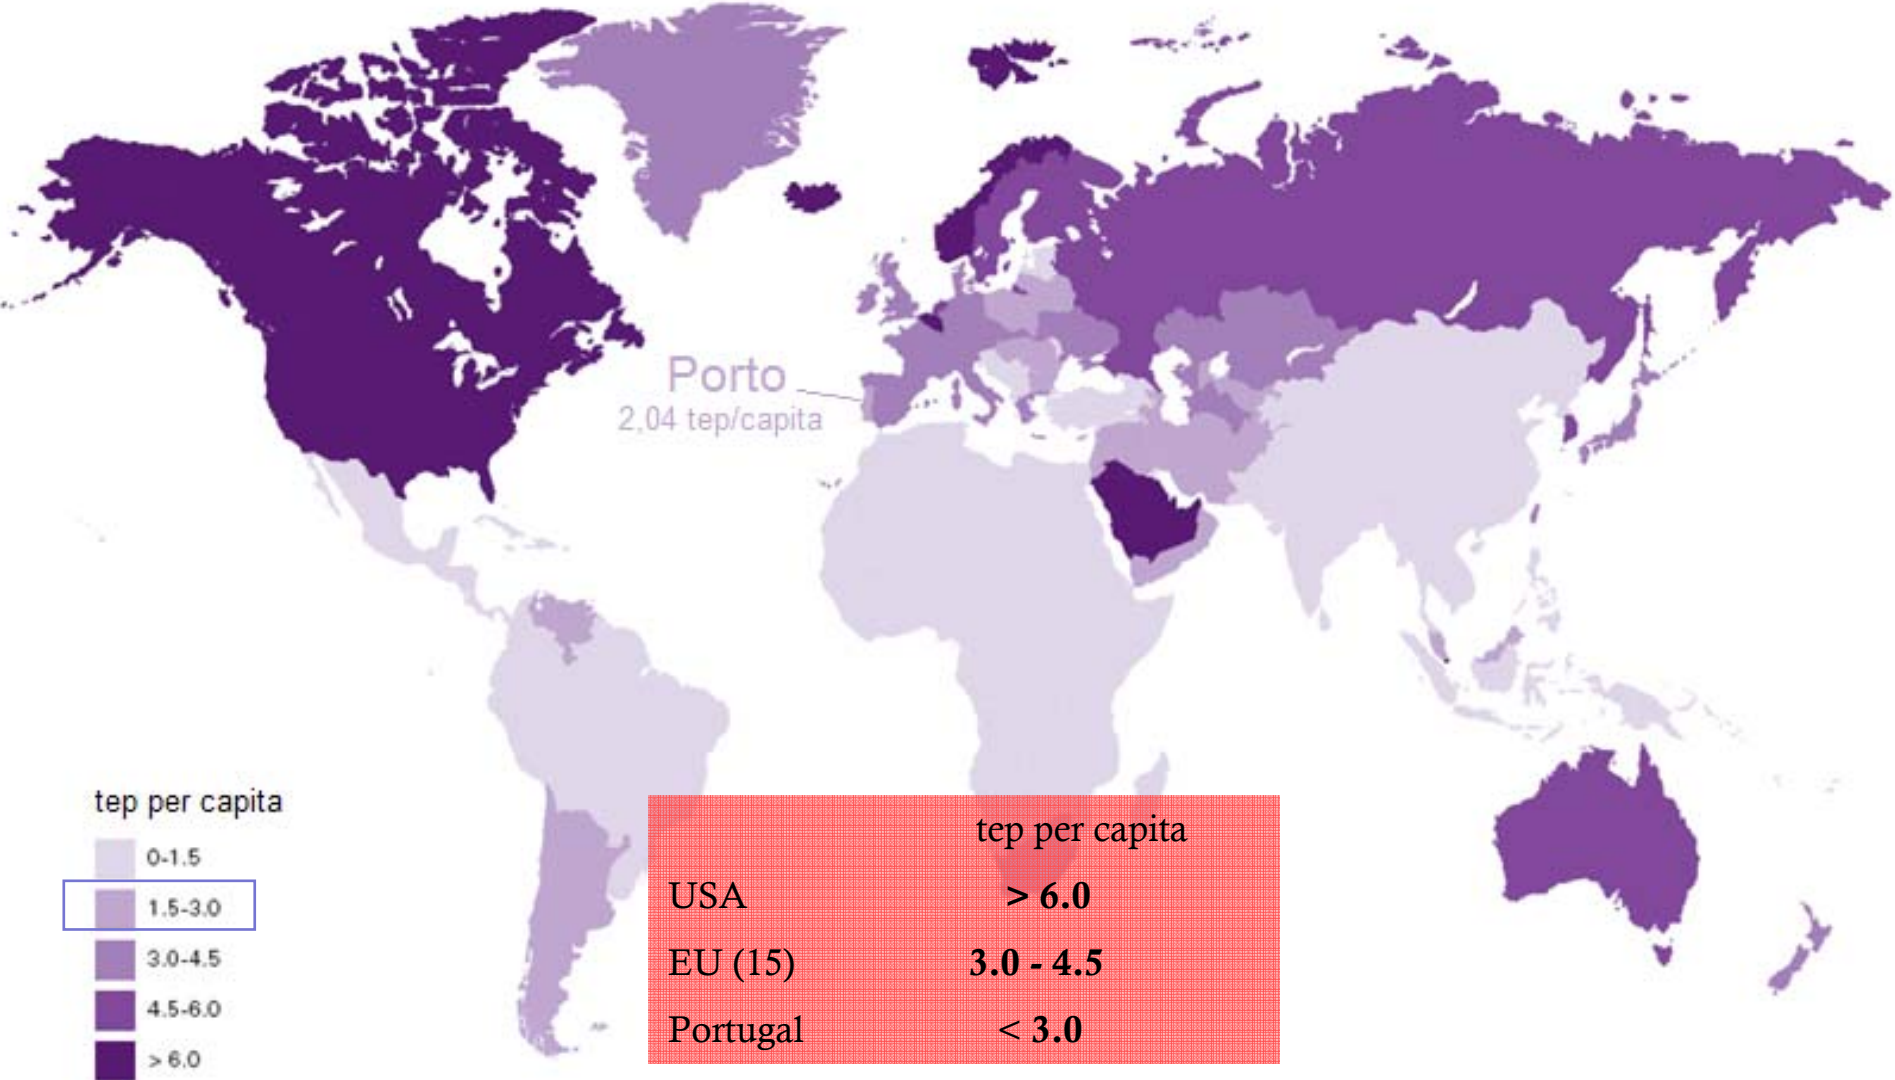 Porto
2,04 tep/capita
tep per capita
0-1.5
1.5-3.0
3.0-4.5
4.5-6.0
> 6.0
tep per capita
USA > 6.0
EU (15) 3.0 - 4.5
Portugal < 3.0